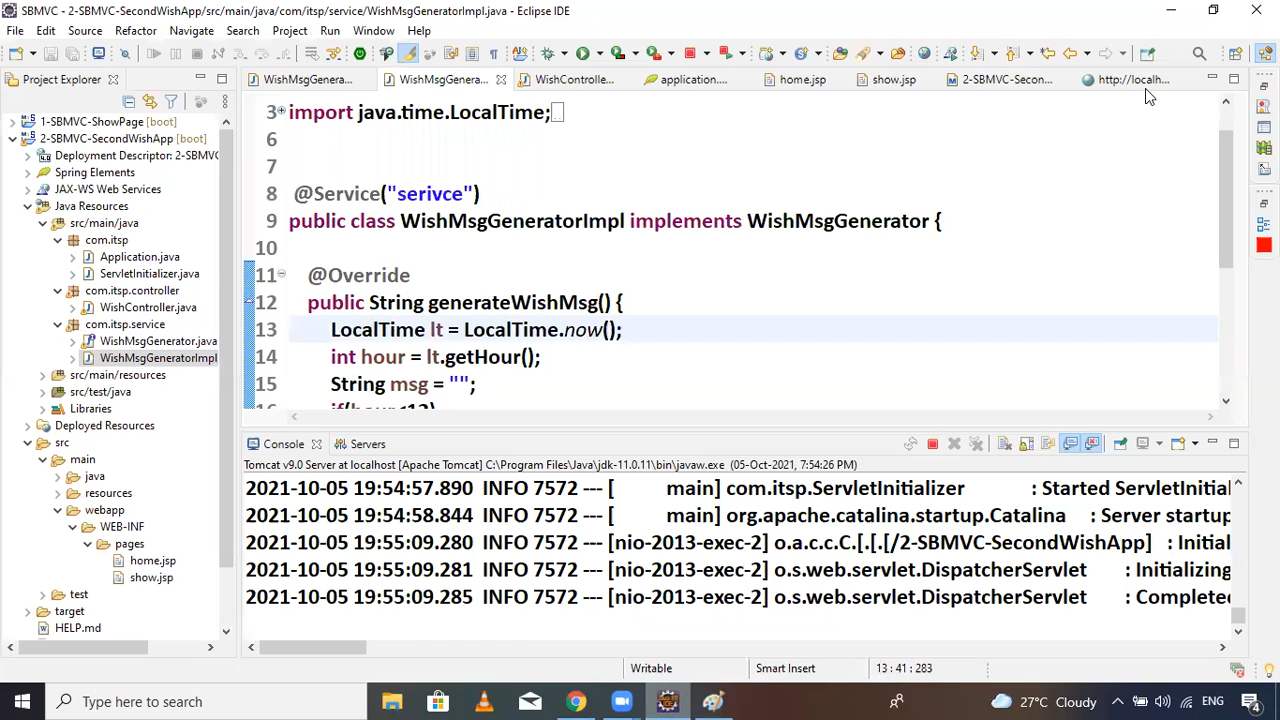 SBMVC - 2-SBMVC-SecondWishApp/src/main/java/com/itsp/service/WishMsgGeneratorImpl.java - Eclipse IDE
File Edit Source Refactor Navigate Search Project Run Window Help
Project Explorer
WishMsgGenera...
WishMsgGenera...
WishControlle...
application....
home.jsp
show.jsp
2-SBMVC-Secon...
http://localh...
1-SBMVC-ShowPage [boot]
2-SBMVC-SecondWishApp [boot]
Deployment Descriptor: 2-SBMV
Spring Elements
JAX-WS Web Services
Java Resources
src/main/java
com.itsp
Application.java
ServletInitializer.java
com.itsp.controller
WishController.java
com.itsp.service
WishMsgGenerator.java
WishMsgGeneratorImpl
src/main/resources
src/test/java
Libraries
Deployed Resources
src
main
java
resources
webapp
WEB-INF
pages
home.jsp
show.jsp
test
target
HELP.md
3 import java.time.LocalTime;
6
7
8 @Service("serivce")
9 public class WishMsgGeneratorImpl implements WishMsgGenerator {
10
11 @Override
12 public String generateWishMsg() {
13 LocalTime lt = LocalTime.now();
14 int hour = lt.getHour();
15 String msg = "";
16 if(hour<12)
Console Servers
Tomcat v9.0 Server at localhost [Apache Tomcat] C:\Program Files\Java\jdk-11.0.11\bin\javaw.exe (05-Oct-2021, 7:54:26 PM)
2021-10-05 19:54:57.890 INFO 7572 --- [ main] com.itsp.ServletInitializer : Started ServletInitial
2021-10-05 19:54:58.844 INFO 7572 --- [ main] org.apache.catalina.startup.Catalina : Server startup
2021-10-05 19:55:09.280 INFO 7572 --- [nio-2013-exec-2] o.a.c.c.C.[.[.[/2-SBMVC-SecondWishApp] : Initial
2021-10-05 19:55:09.281 INFO 7572 --- [nio-2013-exec-2] o.s.web.servlet.DispatcherServlet : Initializing
2021-10-05 19:55:09.285 INFO 7572 --- [nio-2013-exec-2] o.s.web.servlet.DispatcherServlet : Completed
Writable Smart Insert 13 : 41 : 283
Type here to search
27°C Cloudy
ENG
4